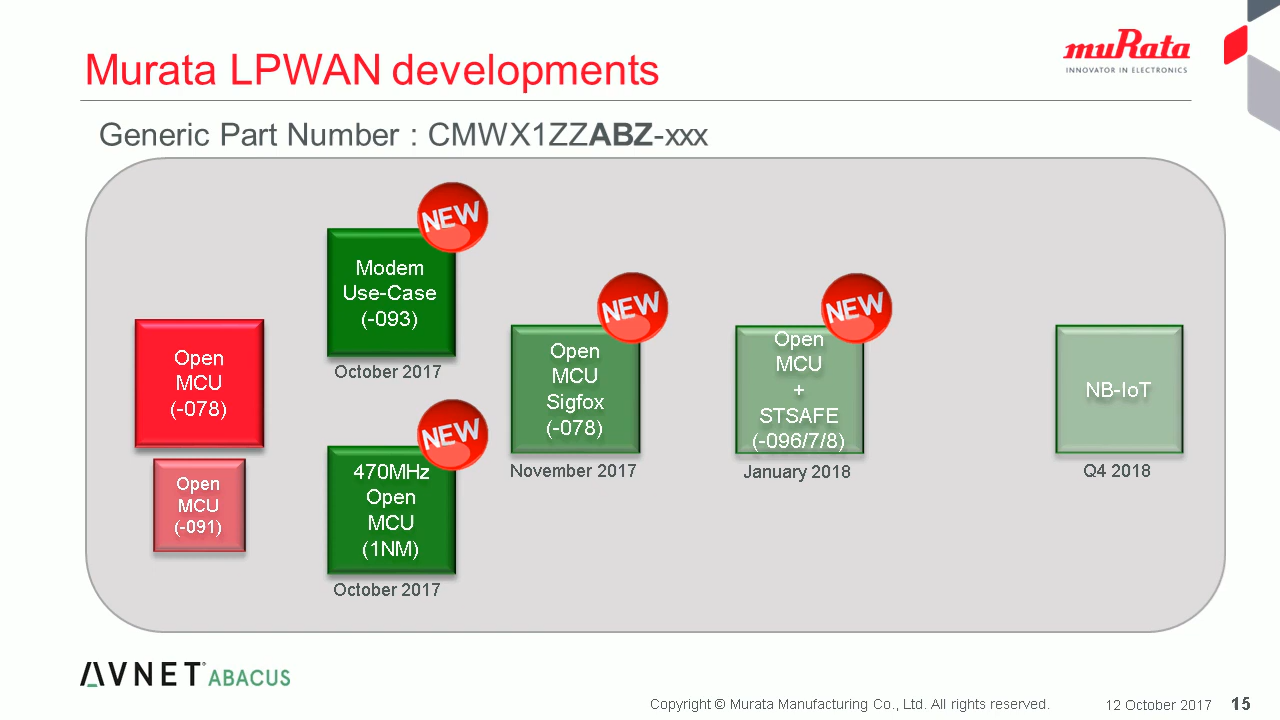 Murata LPWAN developments
muRata
INNOVATOR IN ELECTRONICS
Generic Part Number : CMWX1ZZABZ-xxx
Open
MCU
(-078)
Open
MCU
(-091)
NEW
Modem
Use-Case
(-093)
October 2017
NEW
470MHz
Open
MCU
(1NM)
October 2017
NEW
Open
MCU
Sigfox
(-078)
November 2017
NEW
Open
MCU
+
STSAFE
(-096/7/8)
January 2018
NB-IoT
Q4 2018
AVNET ABACUS
Copyright © Murata Manufacturing Co., Ltd. All rights reserved.
12 October 2017
15